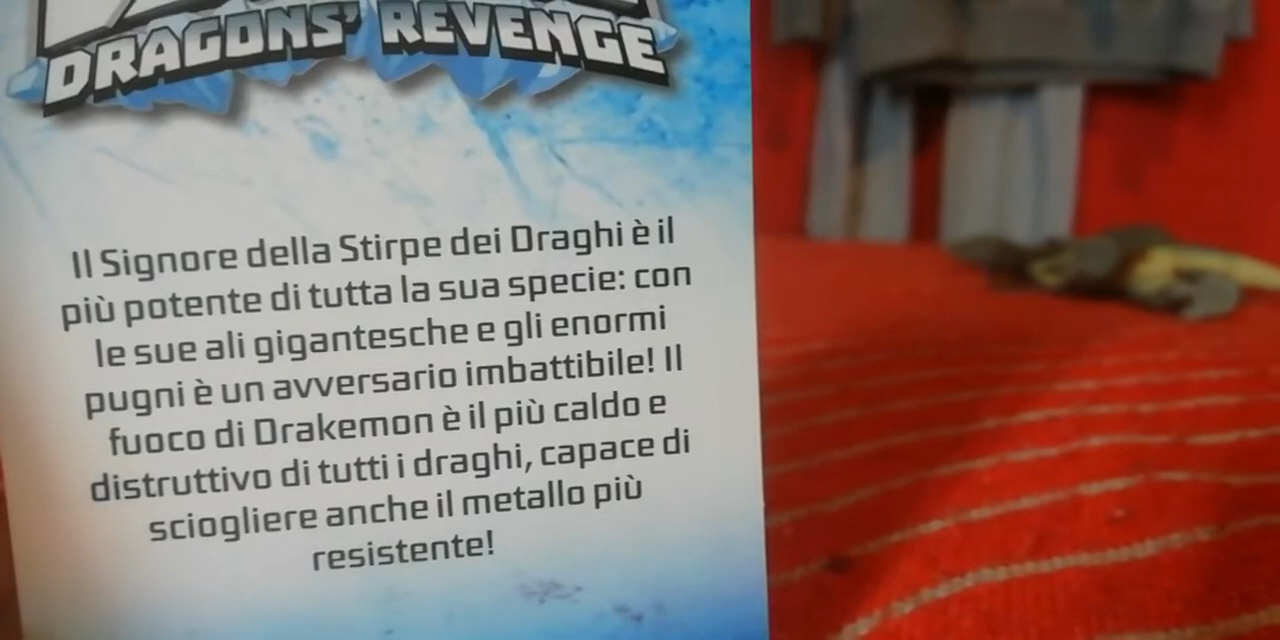 DRAGONS' REVENGE
Il Signore della Stirpe dei Draghi è il
più potente di tutta la sua specie: con
le sue ali gigantesche e gli enormi
pugni è un avversario imbattibile! Il
fuoco di Drakemon è il più caldo e
distruttivo di tutti i draghi, capace di
sciogliere anche il metallo più
resistente!